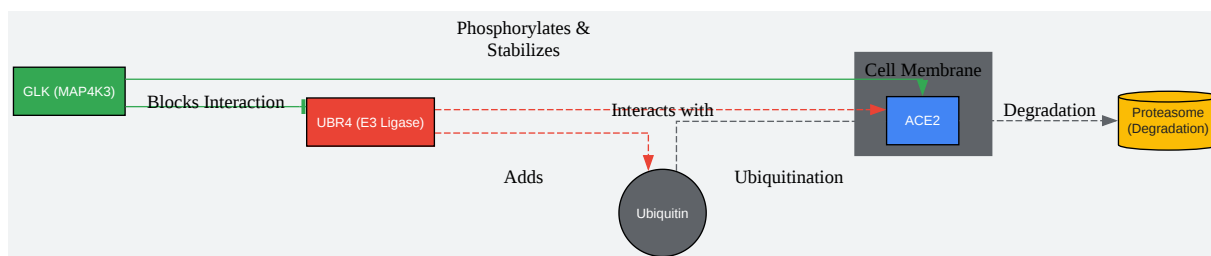 Phosphorylates &
Stabilizes
Cell Membrane
GLK (MAP4K3)
Blocks Interaction
UBR4 (E3 Ligase)
Interacts with
ACE2
Degradation
Proteasome
(Degradation)
Adds
Ubiquitination
Ubiquitin